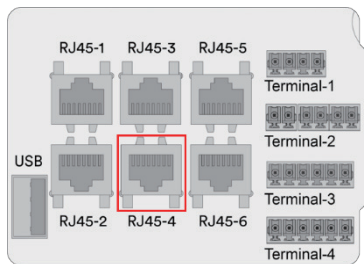 RJ45-1 RJ45-3 RJ45-5
Terminal-1
Terminal-2
USB
Terminal-3
RJ45-2 RJ45-4 RJ45-6
Terminal-4